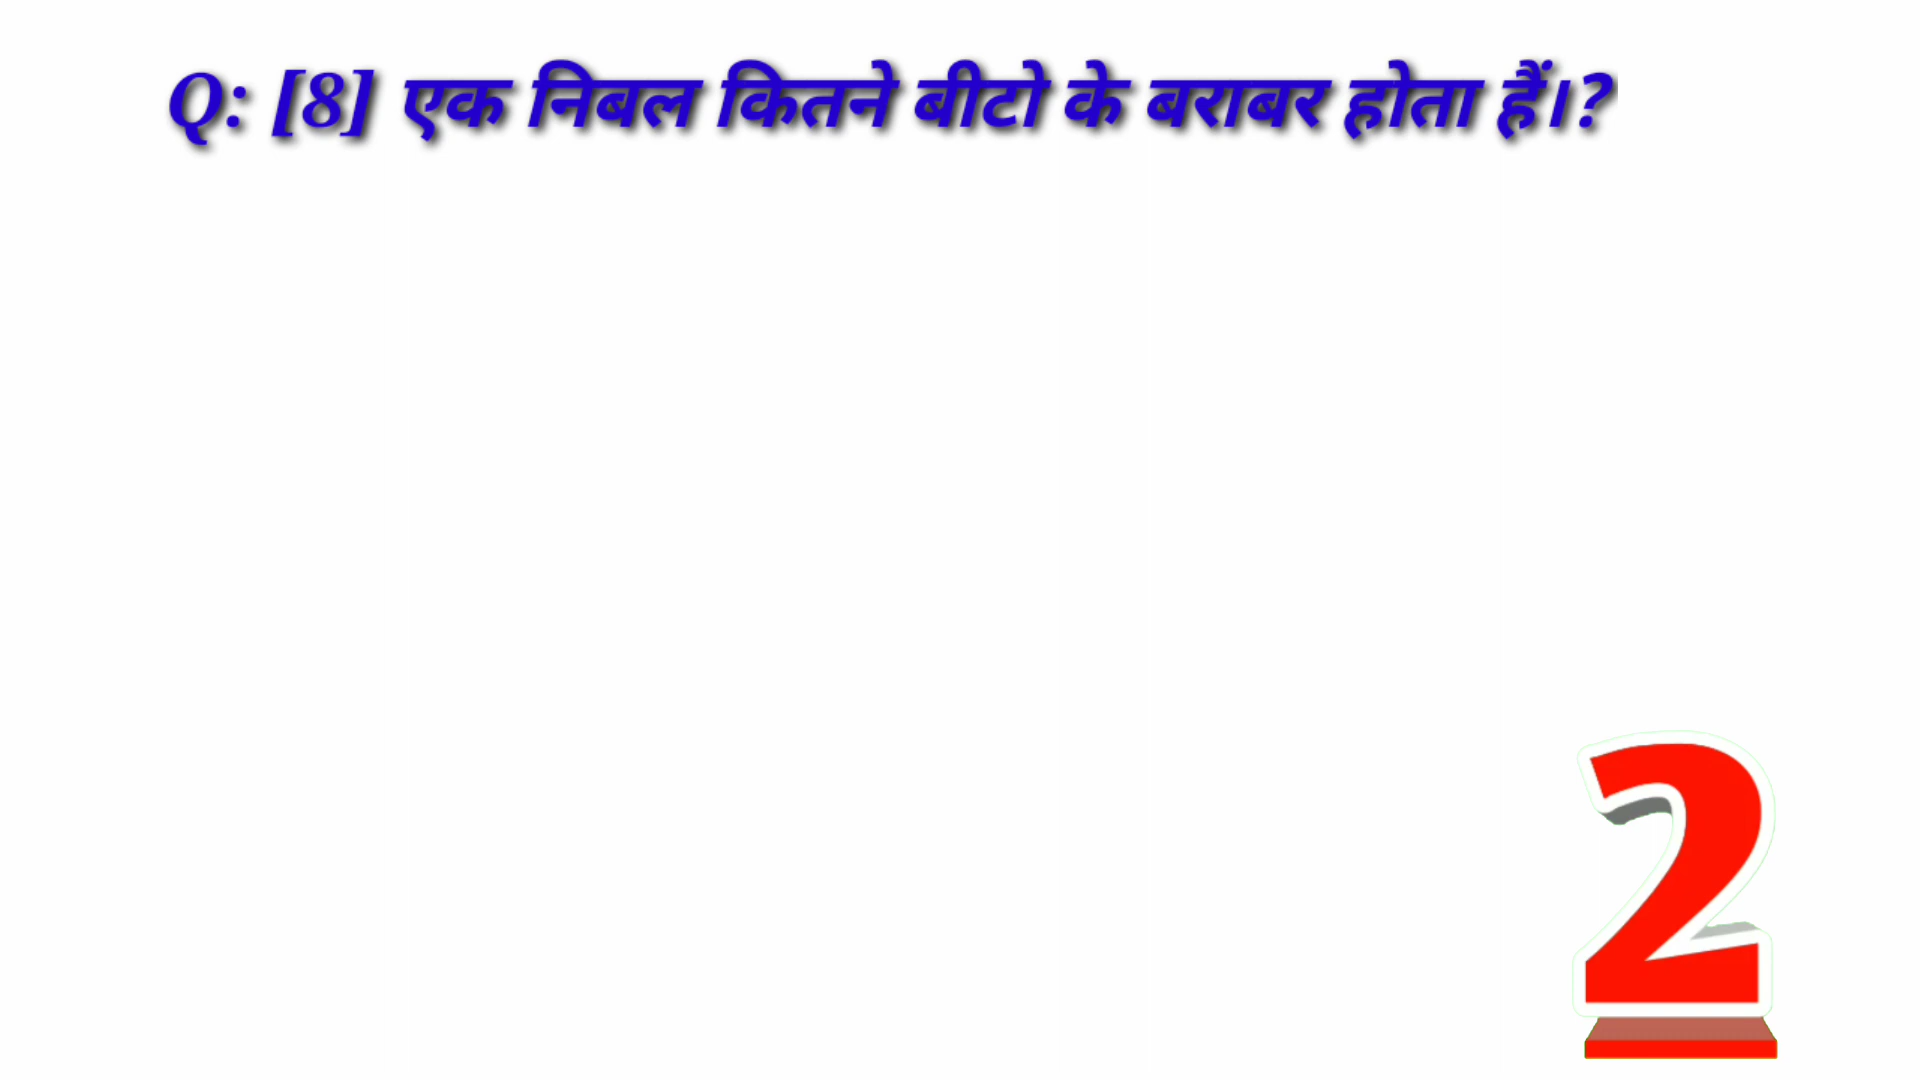 Q: [8] एक निबल कितने बीटो के बराबर होता हैं।?
2